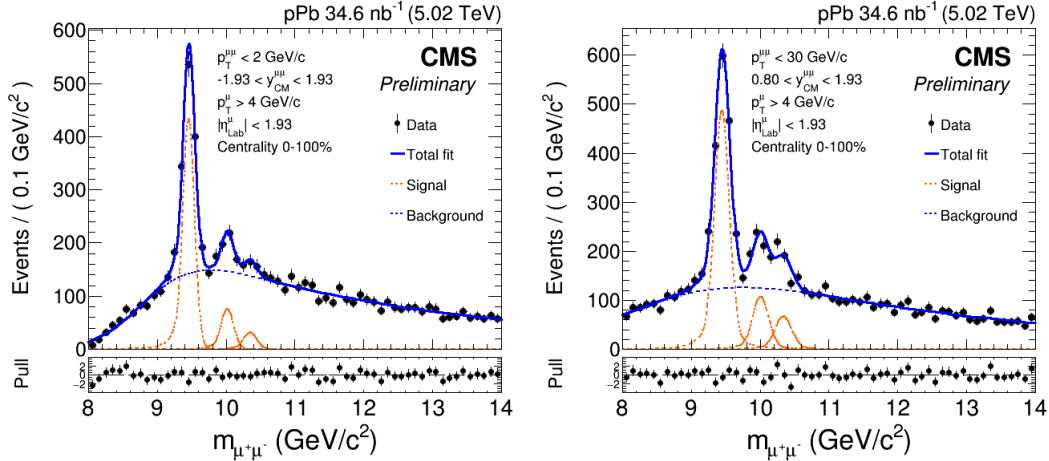 pPb 34.6 nb⁻¹ (5.02 TeV)
Events / ( 0.1 GeV/c²)
600
500
400
300
200
100
0
p_T^μμ < 2 GeV/c
-1.93 < y_CM^μμ < 1.93
p_T^μ > 4 GeV/c
|η_Lab^μ| < 1.93
Centrality 0-100%
CMS
Preliminary
Data
Total fit
Signal
Background
Pull
2
0
-2
8 9 10 11 12 13 14
m_μ⁺μ⁻ (GeV/c²)
pPb 34.6 nb⁻¹ (5.02 TeV)
Events / ( 0.1 GeV/c²)
600
500
400
300
200
100
0
p_T^μμ < 30 GeV/c
0.80 < y_CM^μμ < 1.93
p_T^μ > 4 GeV/c
|η_Lab^μ| < 1.93
Centrality 0-100%
CMS
Preliminary
Data
Total fit
Signal
Background
Pull
2
0
-2
8 9 10 11 12 13 14
m_μ⁺μ⁻ (GeV/c²)